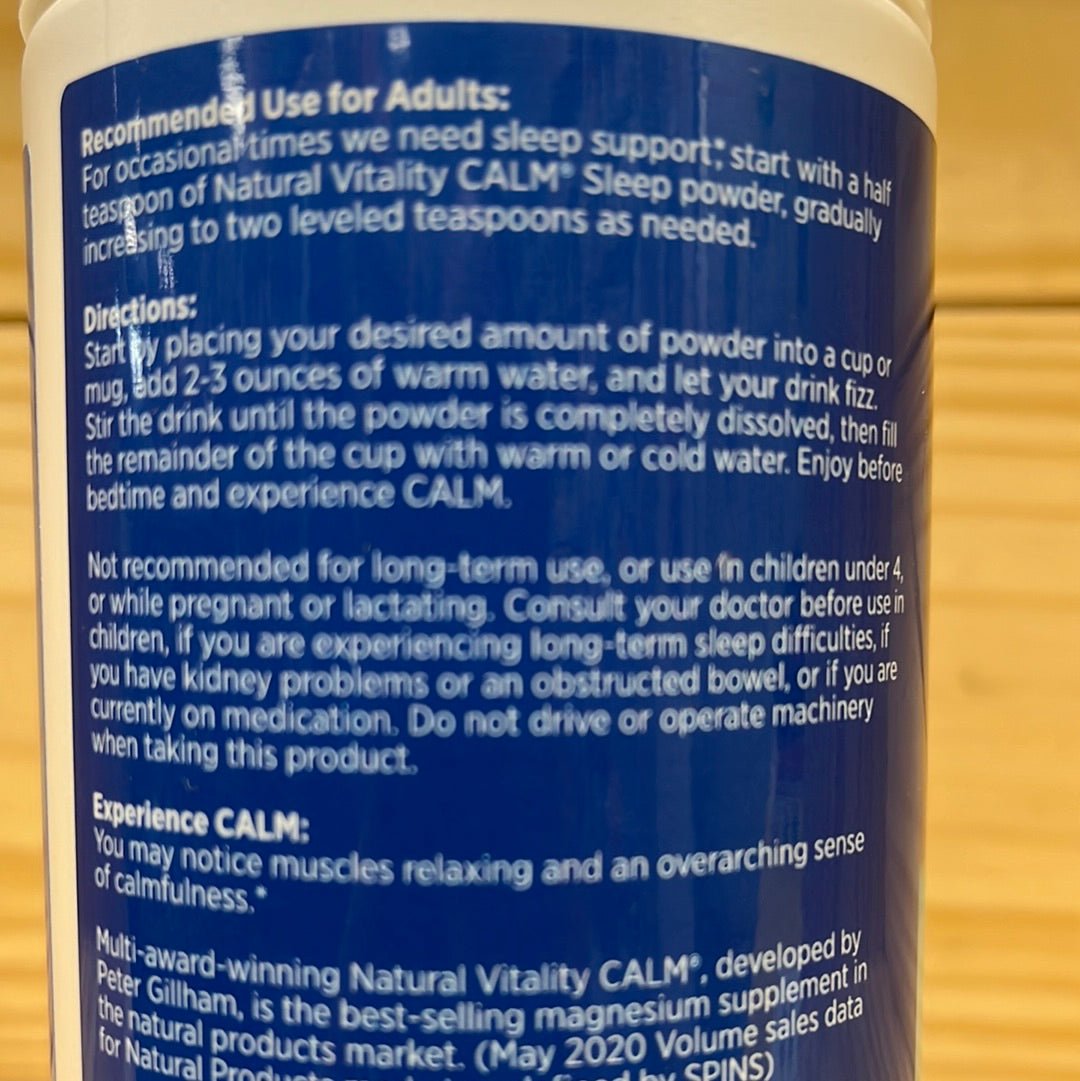 Recommended Use for Adults:
For occasional times we need sleep support,* start with a half
teaspoon of Natural Vitality CALM® Sleep powder, gradually
increasing to two leveled teaspoons as needed.
Directions:
Start by placing your desired amount of powder into a cup or
mug, add 2-3 ounces of warm water, and let your drink fizz.
Stir the drink until the powder is completely dissolved, then fill
the remainder of the cup with warm or cold water. Enjoy before
bedtime and experience CALM.
Not recommended for long-term use, or use in children under 4,
or while pregnant or lactating. Consult your doctor before use in
children, if you are experiencing long-term sleep difficulties, if
you have kidney problems or an obstructed bowel, or if you are
currently on medication. Do not drive or operate machinery
when taking this product.
Experience CALM:
You may notice muscles relaxing and an overarching sense
of calmfulness.*
Multi-award-winning Natural Vitality CALM®, developed by
Peter Gillham, is the best-selling magnesium supplement in
the natural products market. (May 2020 Volume sales data
for Natural Products by SPINS)